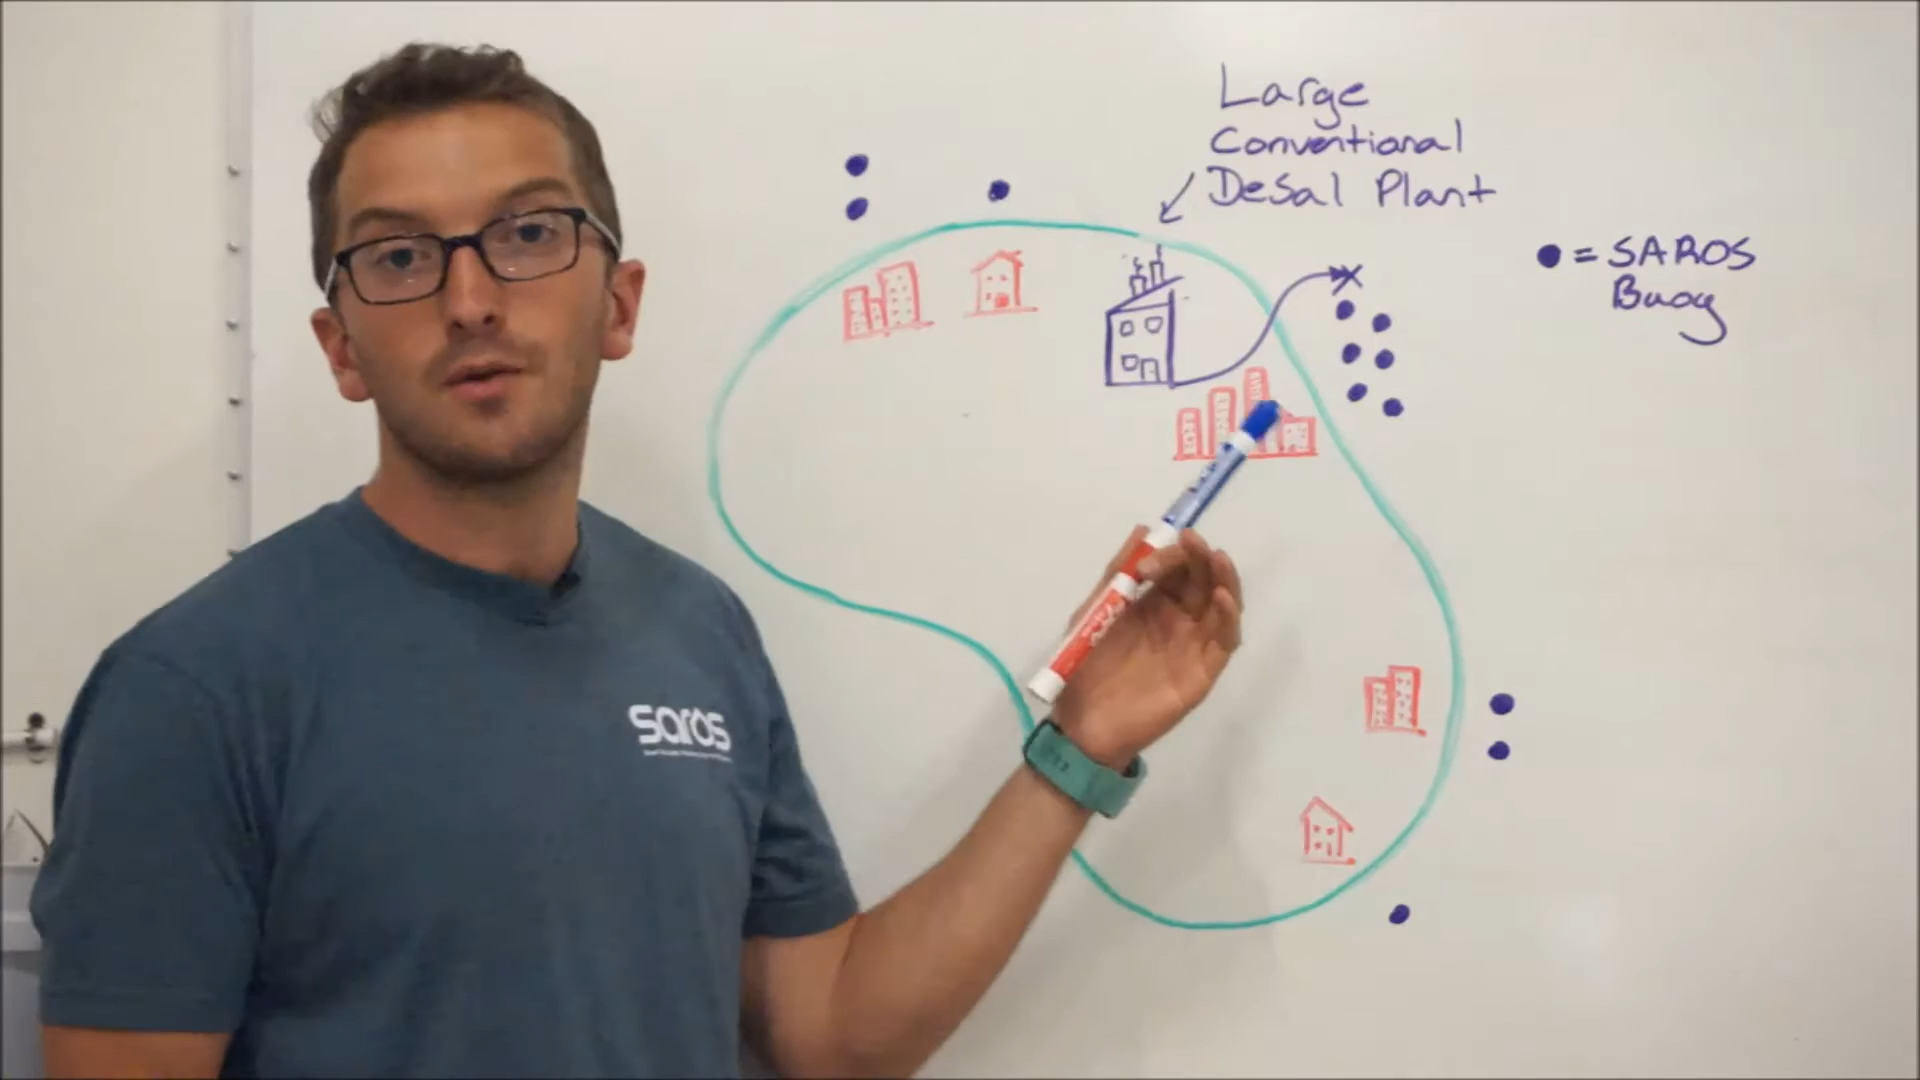 Large
Conventional
Desal Plant
= SAROS
Buoy
saros